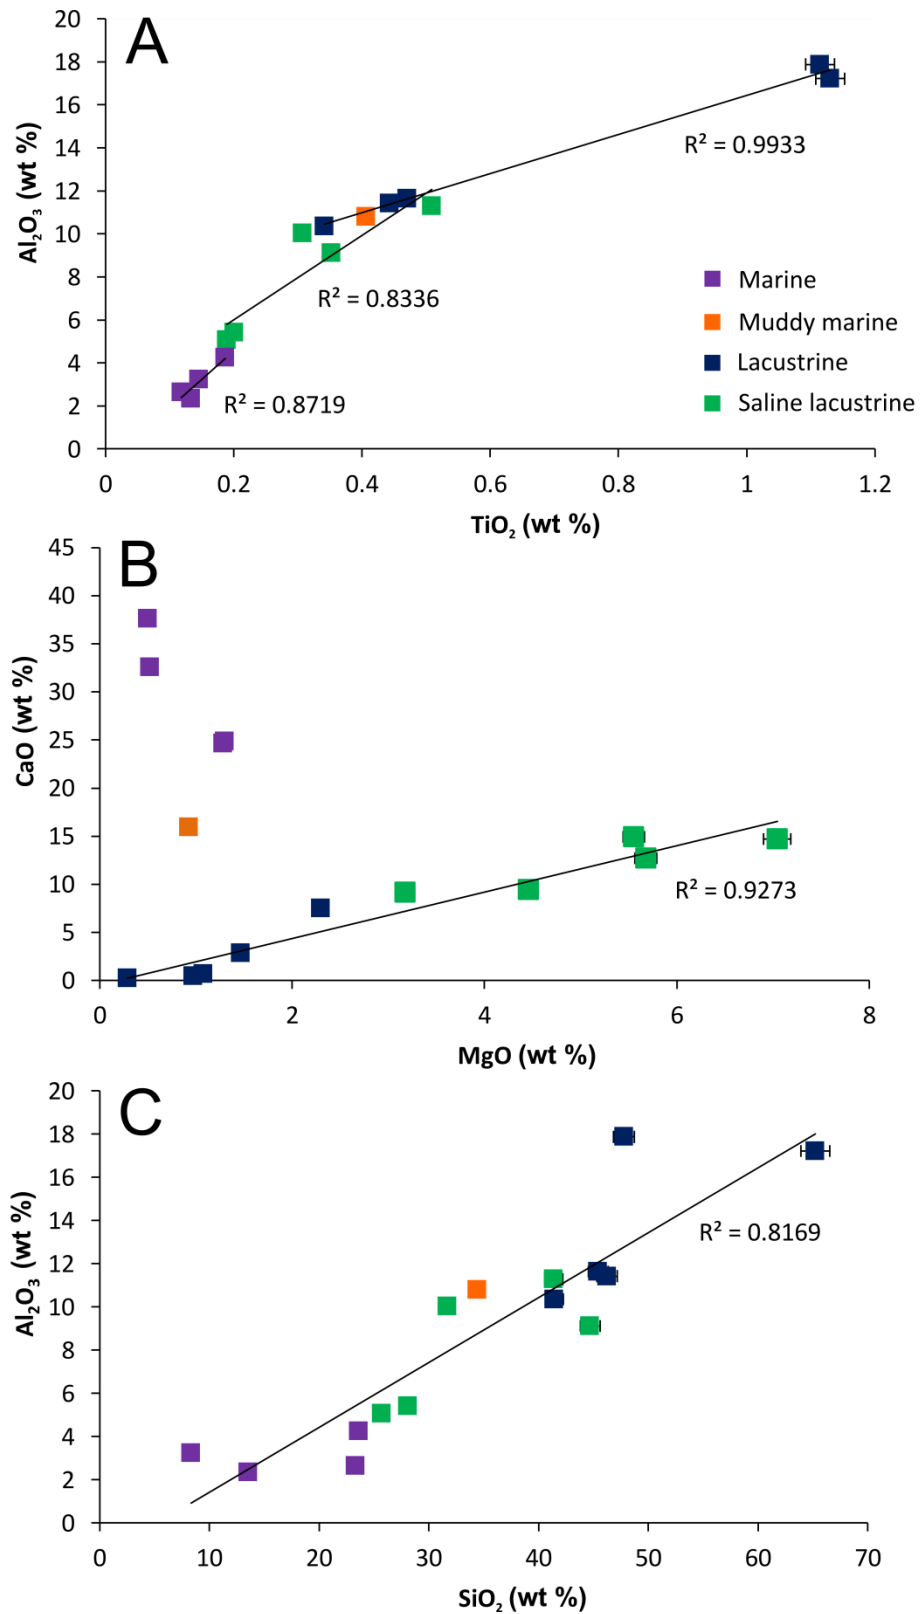 A
20
18
16
14
12
10
8
6
4
2
0
Al₂O₃ (wt %)
R² = 0.9933
R² = 0.8336
R² = 0.8719
Marine
Muddy marine
Lacustrine
Saline lacustrine
0 0.2 0.4 0.6 0.8 1 1.2
TiO₂ (wt %)
B
45
40
35
30
25
20
15
10
5
0
CaO (wt %)
R² = 0.9273
0 2 4 6 8
MgO (wt %)
C
20
18
16
14
12
10
8
6
4
2
0
Al₂O₃ (wt %)
R² = 0.8169
0 10 20 30 40 50 60 70
SiO₂ (wt %)